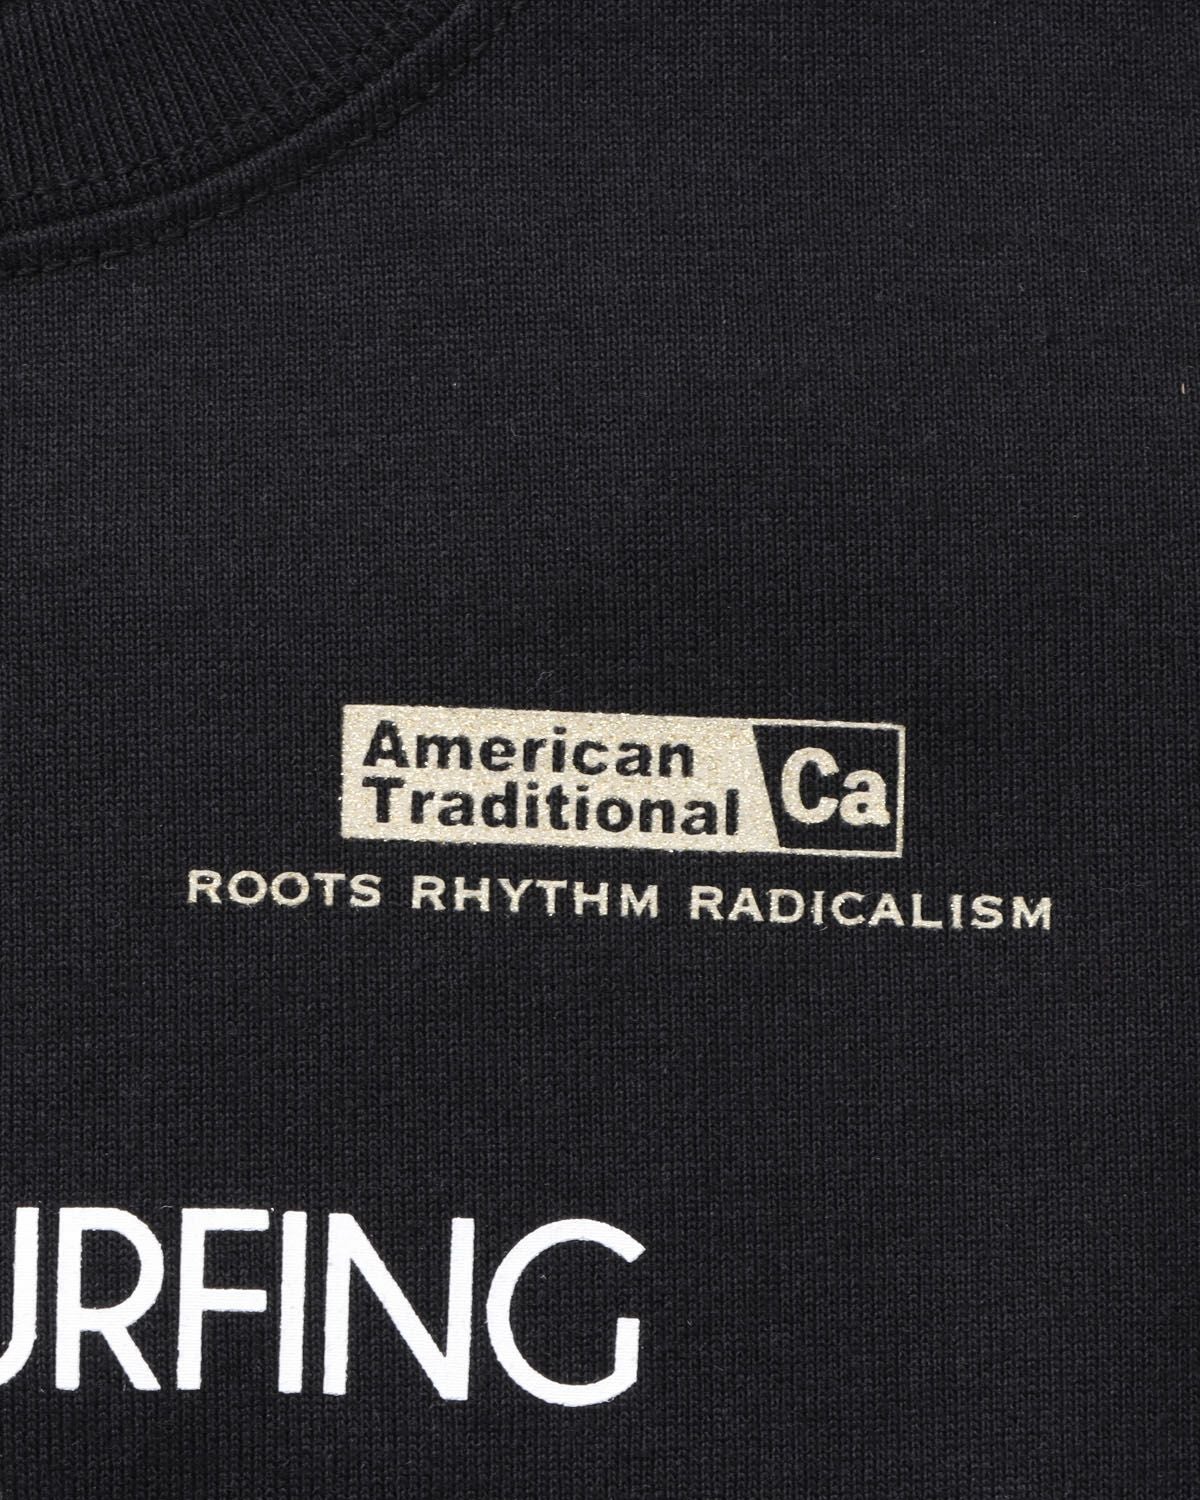 American
Traditional Ca
ROOTS RHYTHM RADICALISM
URFING